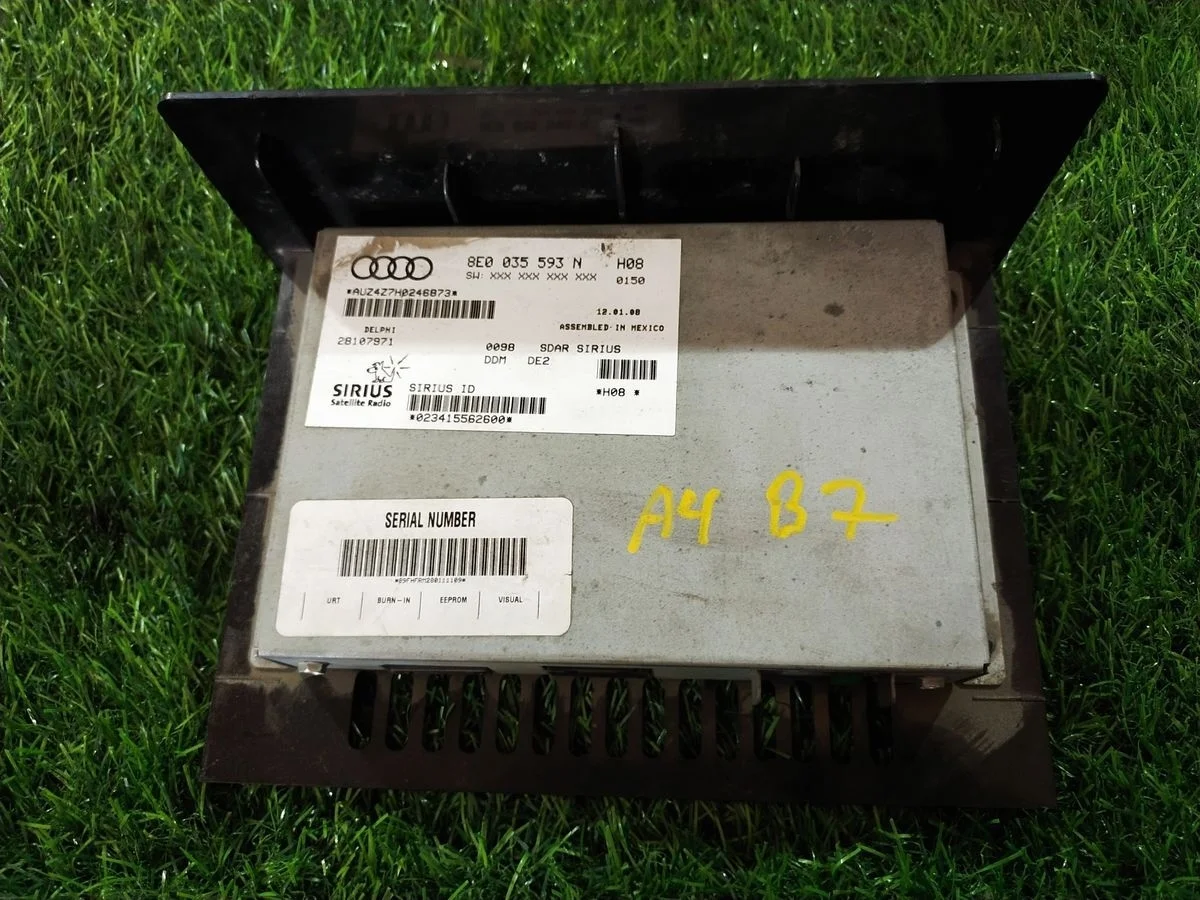 8E0 035 593 N H08
SW: XXX XXX XXX XXX 0150
*AUZ4Z7H0246873*
12.01.08
DELPHI ASSEMBLED IN MEXICO
28107971
0098 SDAR SIRIUS
DDM DE2
SIRIUS
Satellite Radio
SIRIUS ID
*H08 *
*023415562600*
A4 B7
SERIAL NUMBER
URT BURN-IN EEPROM VISUAL